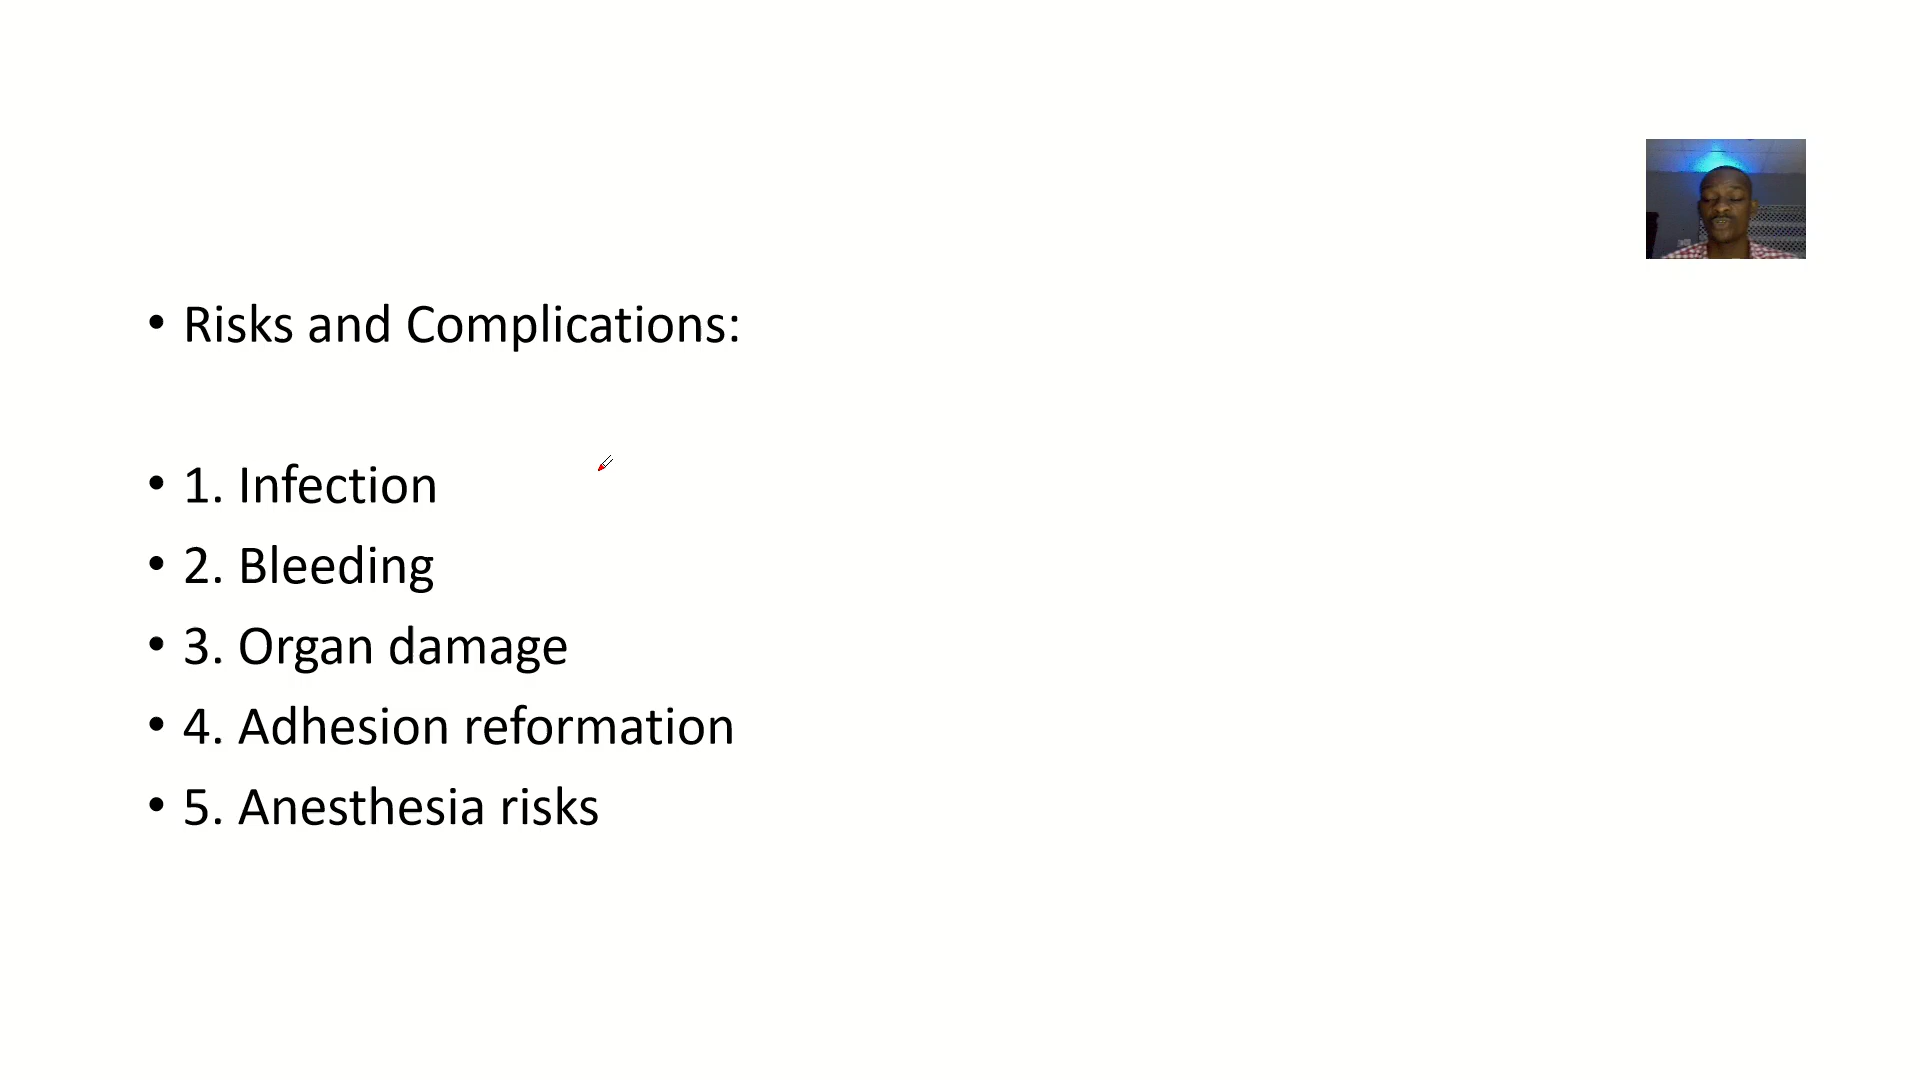 • Risks and Complications:
• 1. Infection
• 2. Bleeding
• 3. Organ damage
• 4. Adhesion reformation
• 5. Anesthesia risks